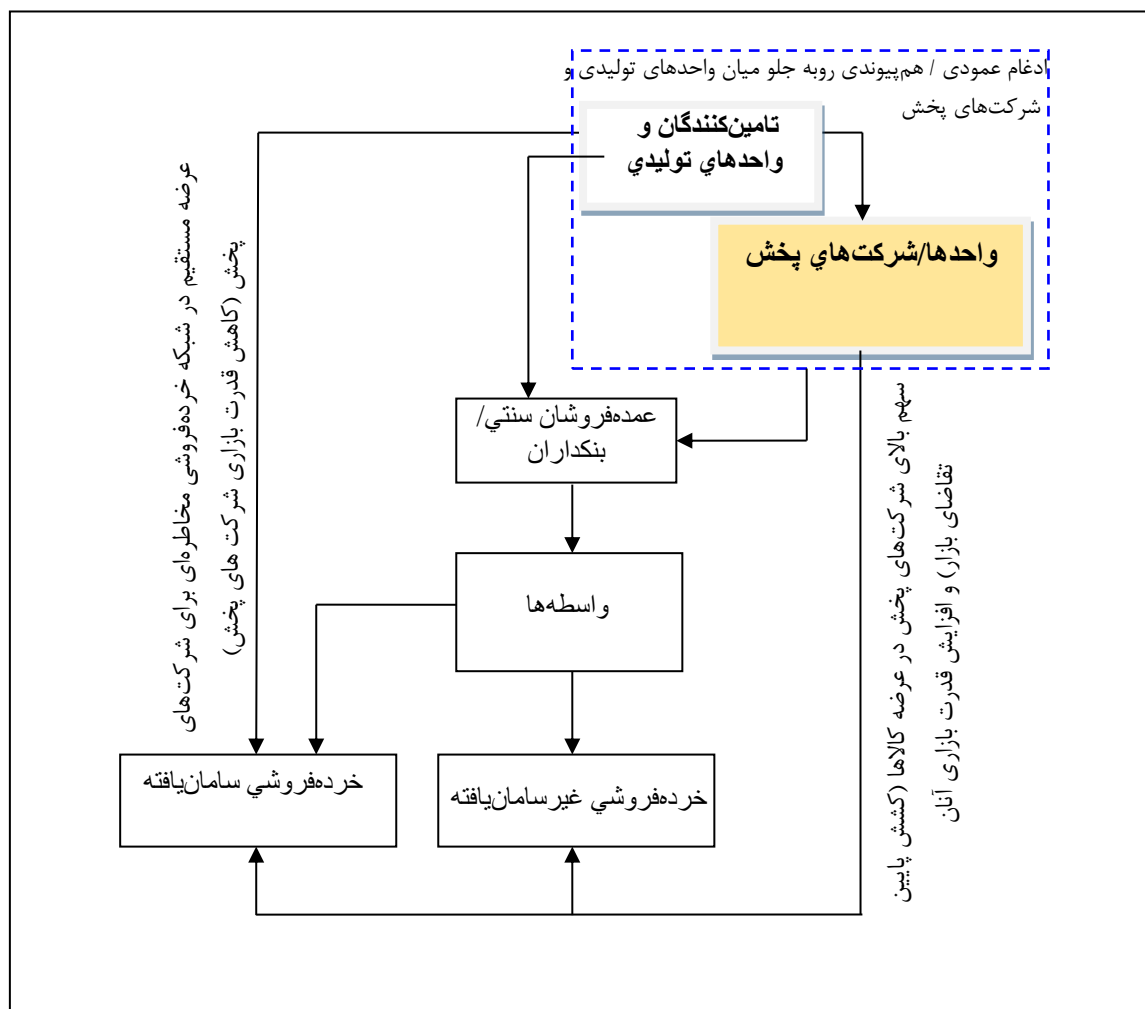 ادغام عمودی / هم‌پیوندی روبه جلو میان واحدهای تولیدی و
شرکت‌های پخش
تامین‌کنندگان و
واحدهاي توليدي
واحدها/شرکت‌هاي پخش
عمده‌فروشان سنتي/
بنکداران
واسطه‌ها
خرده‌فروشي سامان‌يافته
خرده‌فروشي غيرسامان‌يافته
عرضه مستقیم در شبکه خرده‌فروشی مخاطره‌ای برای شرکت‌های
پخش (کاهش قدرت بازاری شرکت های پخش)
سهم بالای شرکت‌های پخش در عرضه کالاها (کشش پایین
تقاضای بازار) و افزایش قدرت بازاری آنان